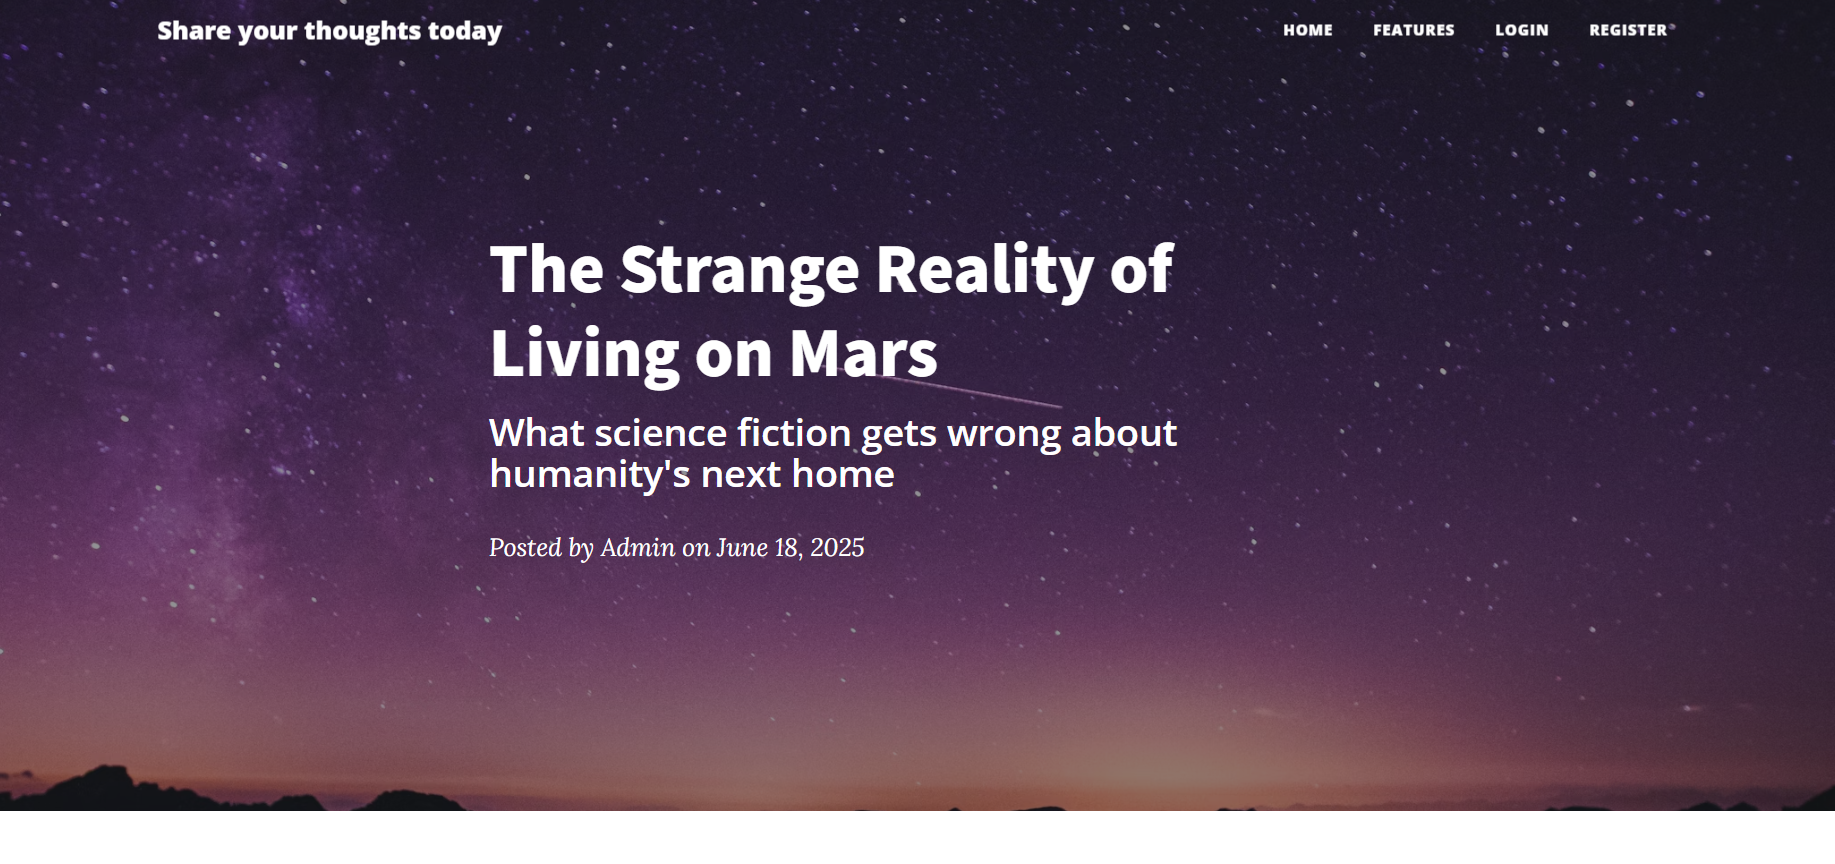 Share your thoughts today
HOME FEATURES LOGIN REGISTER
The Strange Reality of
Living on Mars
What science fiction gets wrong about
humanity's next home
Posted by Admin on June 18, 2025